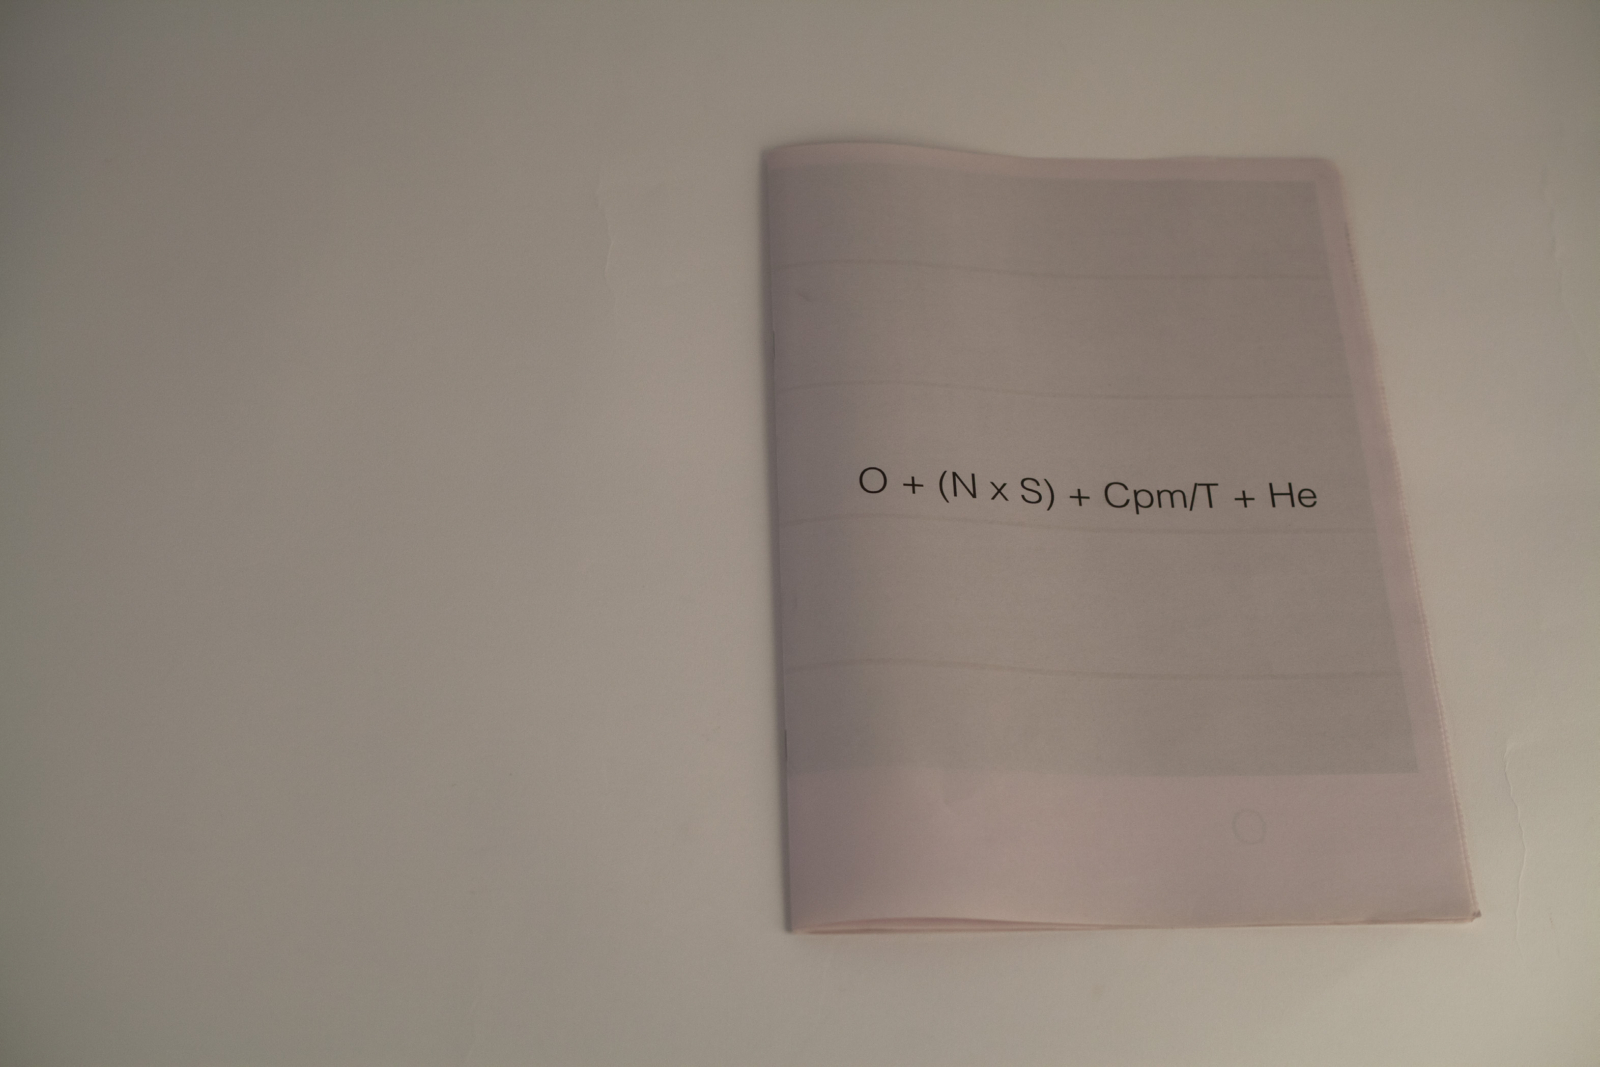 O + (N x S) + Cpm/T + He
O